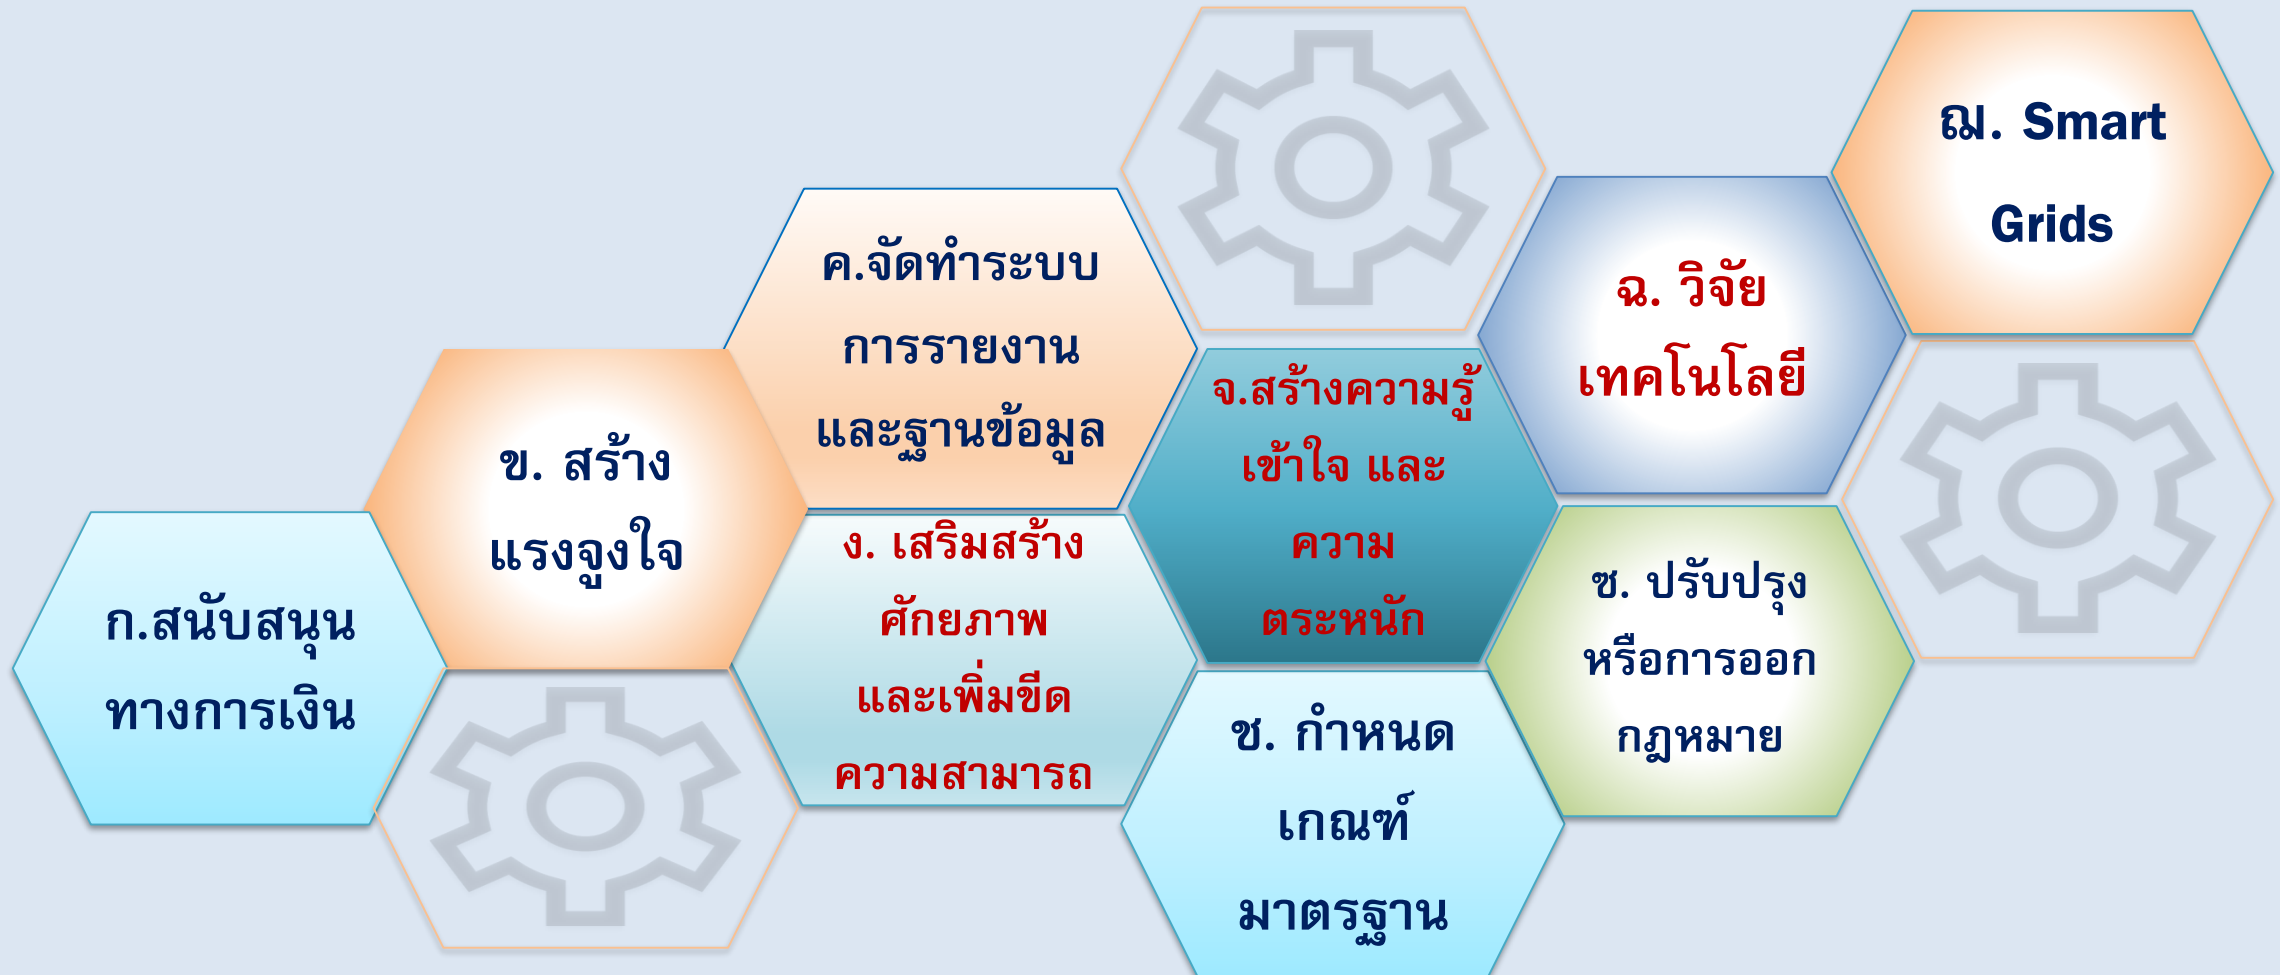 ก.สนับสนุน
ทางการเงิน
ข. สร้าง
แรงจูงใจ
ค.จัดทำระบบ
การรายงาน
และฐานข้อมูล
ง. เสริมสร้าง
ศักยภาพ
และเพิ่มขีด
ความสามารถ
จ.สร้างความรู้
เข้าใจ และ
ความ
ตระหนัก
ฉ. วิจัย
เทคโนโลยี
ช. กำหนด
เกณฑ์
มาตรฐาน
ซ. ปรับปรุง
หรือการออก
กฎหมาย
ฌ. Smart
Grids